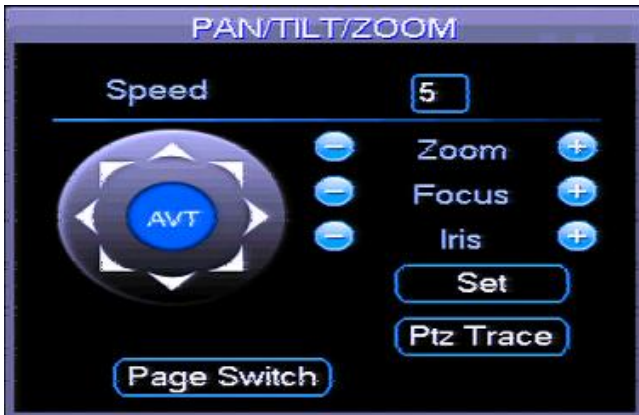 PAN/TILT/ZOOM
Speed 5
Zoom
AVT
Focus
Iris
Set
Ptz Trace
Page Switch